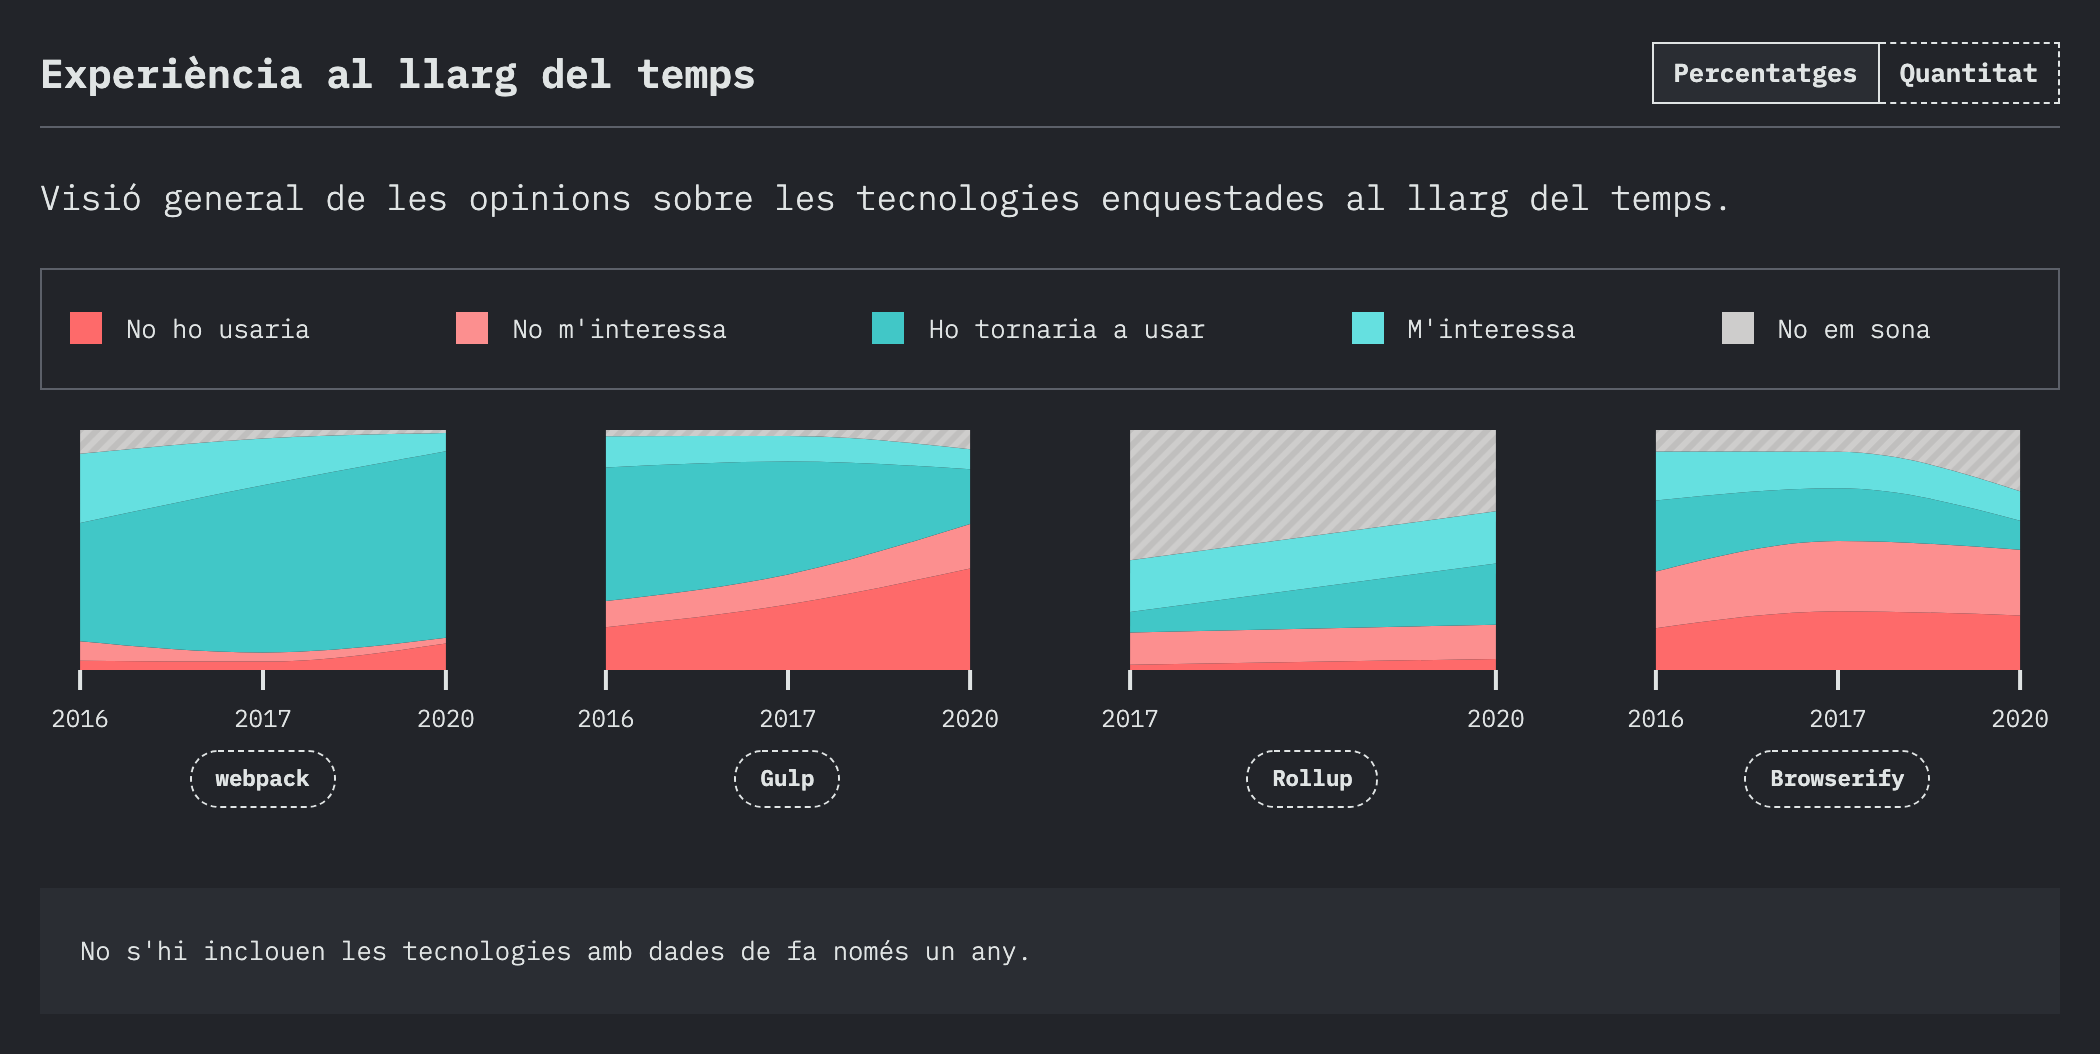 Experiència al llarg del temps
Percentatges Quantitat
Visió general de les opinions sobre les tecnologies enquestades al llarg del temps.
No ho usaria No m'interessa Ho tornaria a usar M'interessa No em sona
2016 2017 2020 2016 2017 2020 2017 2020 2016 2017 2020
webpack Gulp Rollup Browserify
No s'hi inclouen les tecnologies amb dades de fa només un any.